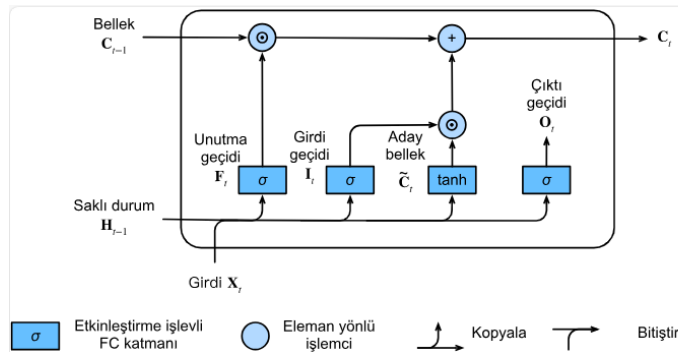 Bellek
C_{t−1}
C_t
Çıktı
geçidi
O_t
Unutma
geçidi
F_t
Girdi
geçidi
I_t
Aday
bellek
C̃_t
σ
σ
tanh
σ
Saklı durum
H_{t−1}
Girdi X_t
σ
Etkinleştirme işlevli
FC katmanı
Eleman yönlü
işlemci
Kopyala
Bitiştir